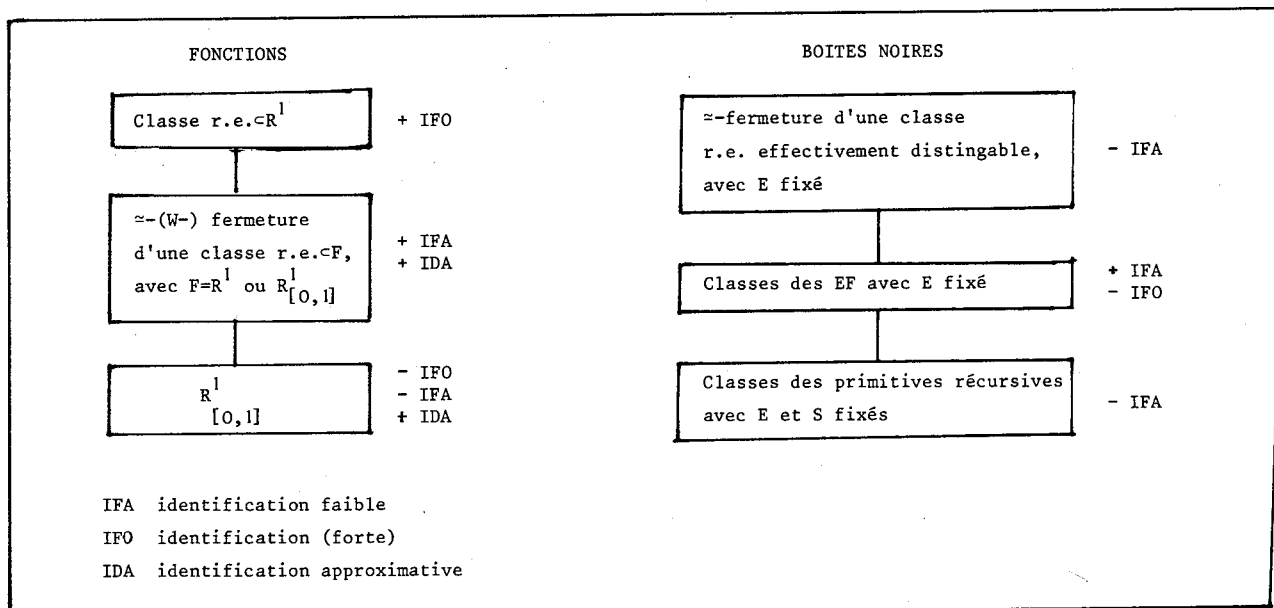 FONCTIONS
Classe r.e.⊂R¹
+ IFO
≃-(W-) fermeture
d'une classe r.e.⊂F,
avec F=R¹ ou R¹[0,1]
+ IFA
+ IDA
R¹
[0,1]
- IFO
- IFA
+ IDA
BOITES NOIRES
≃-fermeture d'une classe
r.e. effectivement distingable,
avec E fixé
- IFA
Classes des EF avec E fixé
+ IFA
- IFO
Classes des primitives récursives
avec E et S fixés
- IFA
IFA identification faible
IFO identification (forte)
IDA identification approximative